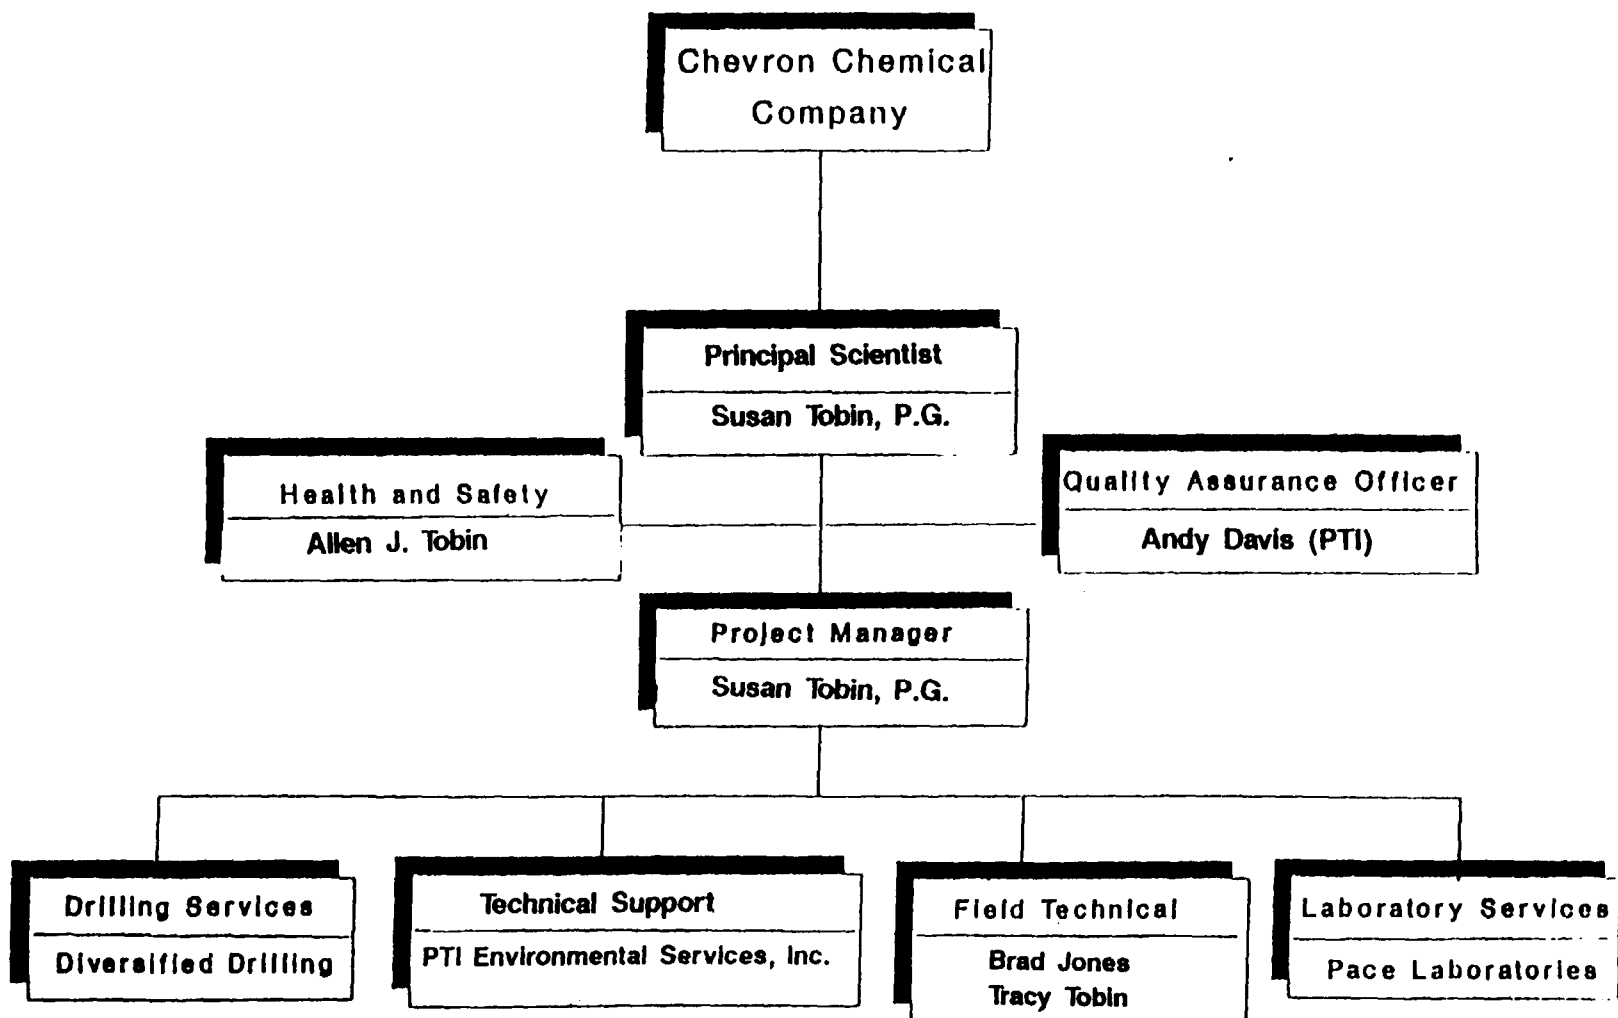 Chevron Chemical
Company
Principal Scientist
Susan Tobin, P.G.
Health and Safety
Allen J. Tobin
Quality Assurance Officer
Andy Davis (PTI)
Project Manager
Susan Tobin, P.G.
Drilling Services
Diversified Drilling
Technical Support
PTI Environmental Services, Inc.
Field Technical
Brad Jones
Tracy Tobin
Laboratory Services
Pace Laboratories